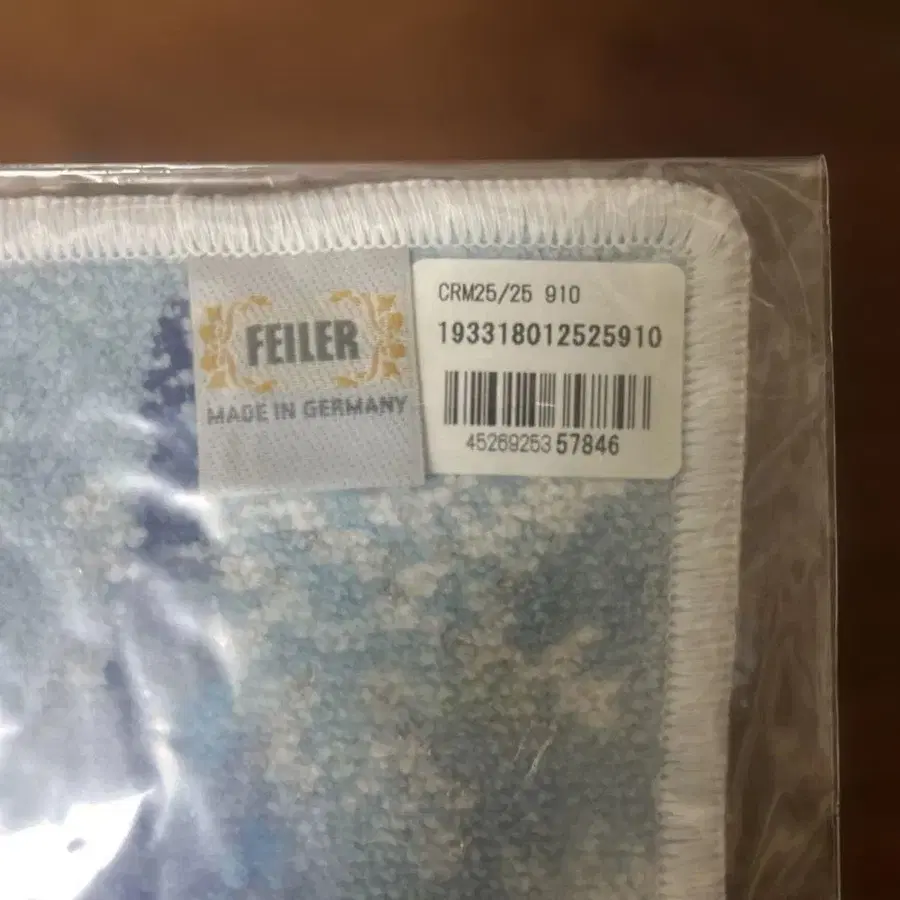 FEILER
MADE IN GERMANY
CRM25/25 910
193318012525910
4526925357846